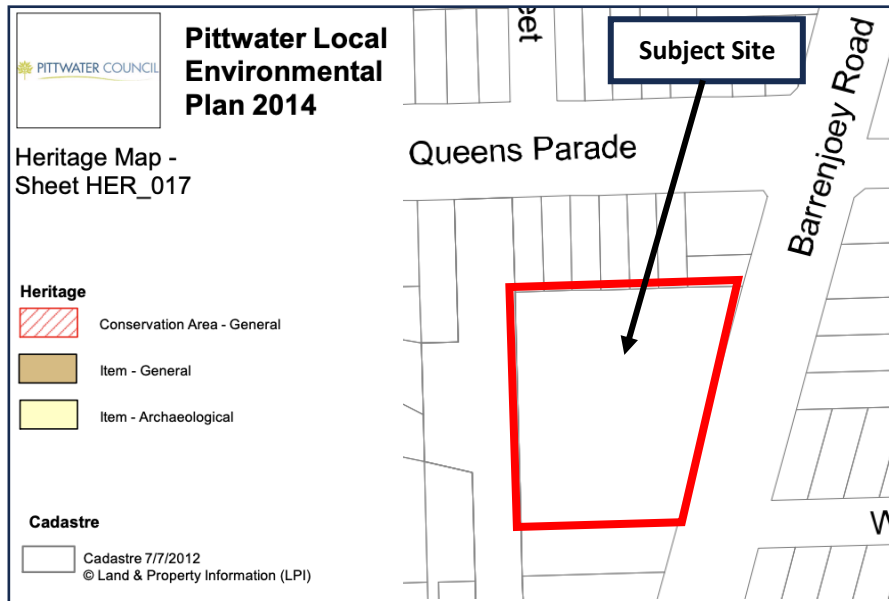 PITTWATER COUNCIL
Pittwater Local
Environmental
Plan 2014
Heritage Map -
Sheet HER_017
Heritage
Conservation Area - General
Item - General
Item - Archaeological
Cadastre
Cadastre 7/7/2012
© Land & Property Information (LPI)
eet
Subject Site
Queens Parade
Barrenjoey Road
W